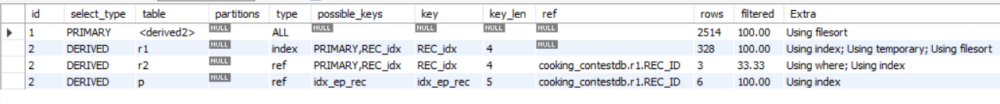 id select_type table partitions type possible_keys key key_len ref rows filtered Extra
1 PRIMARY <derived2> NULL ALL NULL NULL NULL NULL 2514 100.00 Using filesort
2 DERIVED r1 NULL index PRIMARY,REC_idx REC_idx 4 NULL 328 100.00 Using index; Using temporary; Using filesort
2 DERIVED r2 NULL ref PRIMARY,REC_idx REC_idx 4 cooking_contestdb.r1.REC_ID 3 33.33 Using where; Using index
2 DERIVED p NULL ref idx_ep_rec idx_ep_rec 5 cooking_contestdb.r1.REC_ID 6 100.00 Using index